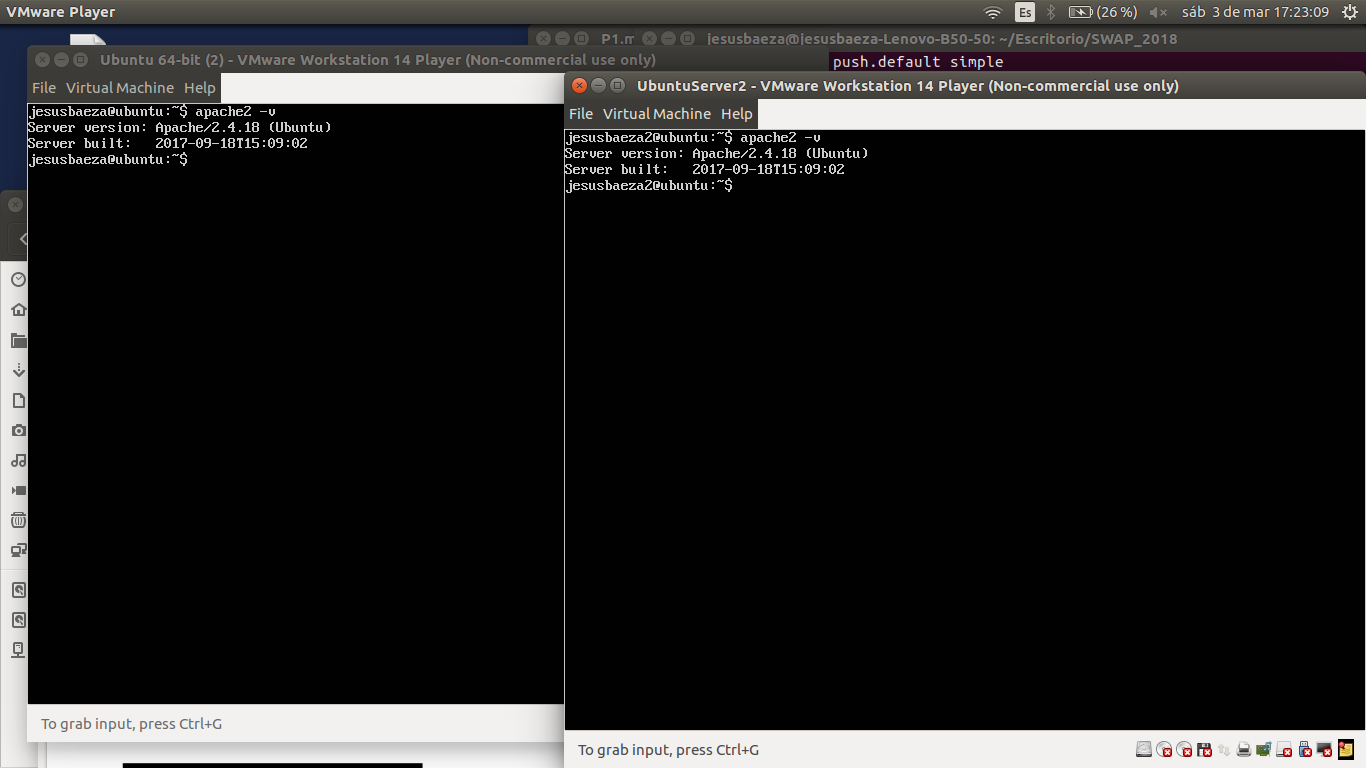 VMware Player
Es
(26 %)
sáb 3 de mar 17:23:09
P1.m
jesusbaeza@jesusbaeza-Lenovo-B50-50: ~/Escritorio/SWAP_2018
push.default simple
Ubuntu 64-bit (2) - VMware Workstation 14 Player (Non-commercial use only)
File Virtual Machine Help
jesusbaeza@ubuntu:~$ apache2 -v
Server version: Apache/2.4.18 (Ubuntu)
Server built:   2017-09-18T15:09:02
jesusbaeza@ubuntu:~$
To grab input, press Ctrl+G
UbuntuServer2 - VMware Workstation 14 Player (Non-commercial use only)
File Virtual Machine Help
jesusbaeza2@ubuntu:~$ apache2 -v
Server version: Apache/2.4.18 (Ubuntu)
Server built:   2017-09-18T15:09:02
jesusbaeza2@ubuntu:~$
To grab input, press Ctrl+G